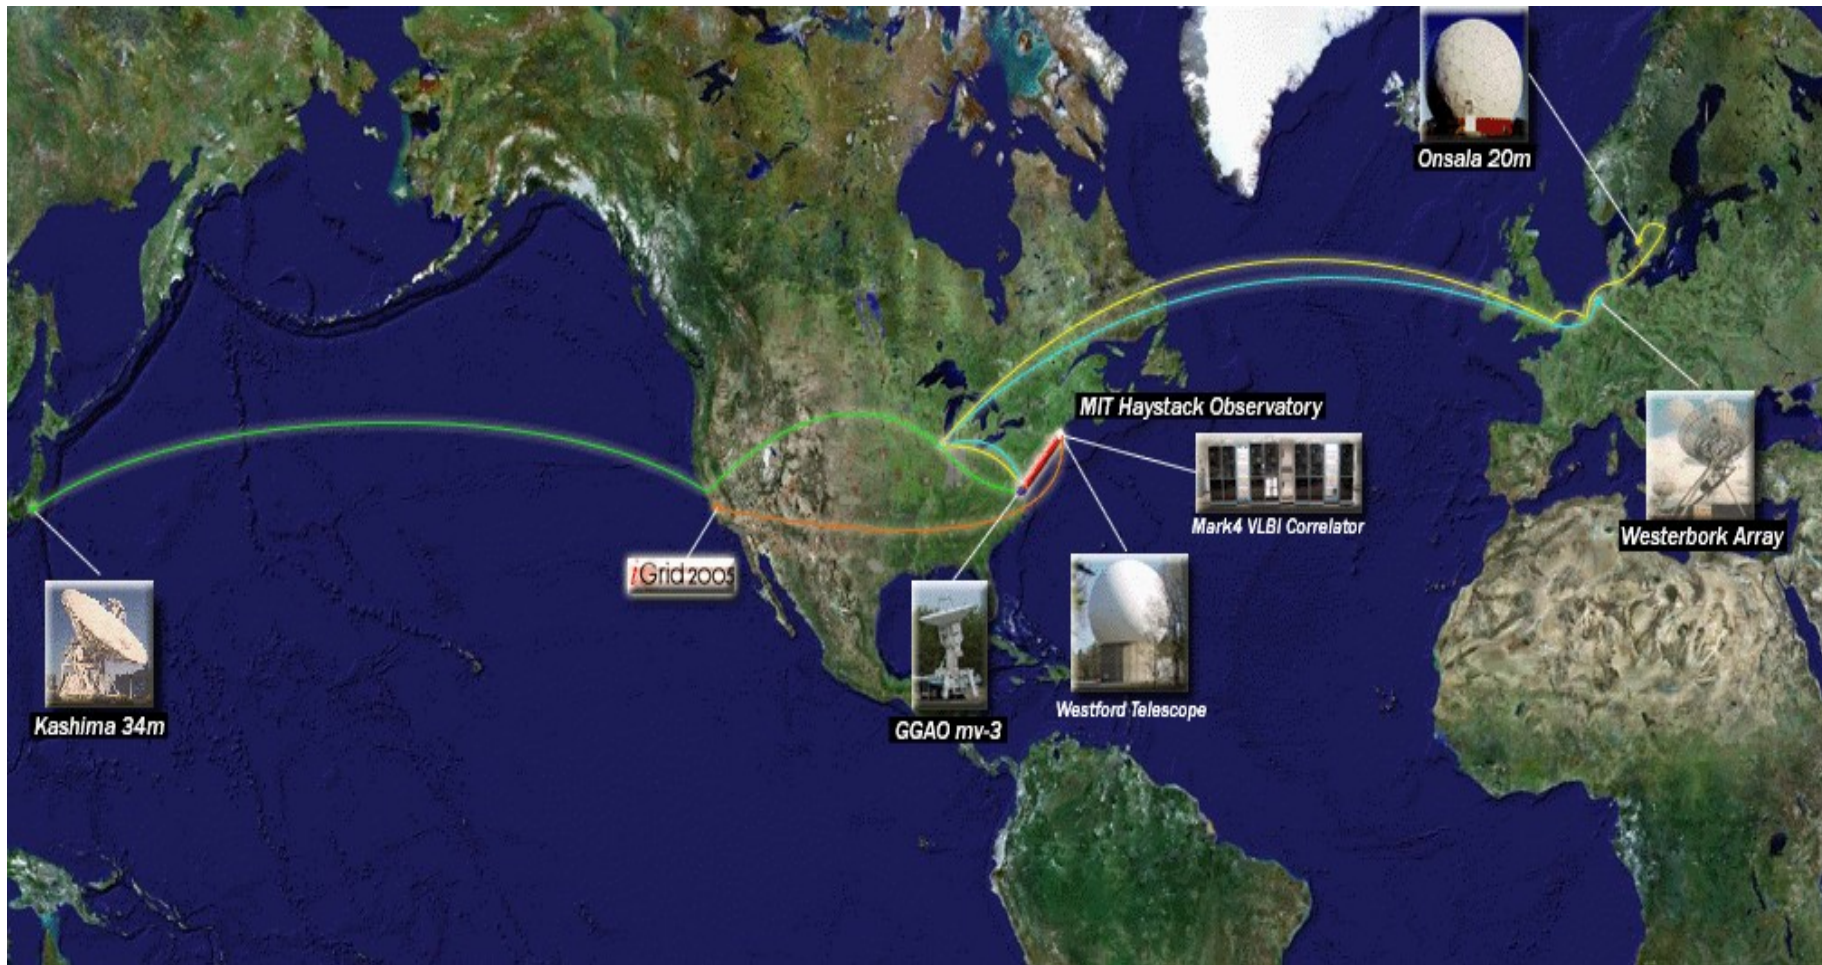 Onsala 20m
MIT Haystack Observatory
Mark4 VLBI Correlator
Westerbork Array
iGrid2005
Kashima 34m
GGAO mv-3
Westford Telescope